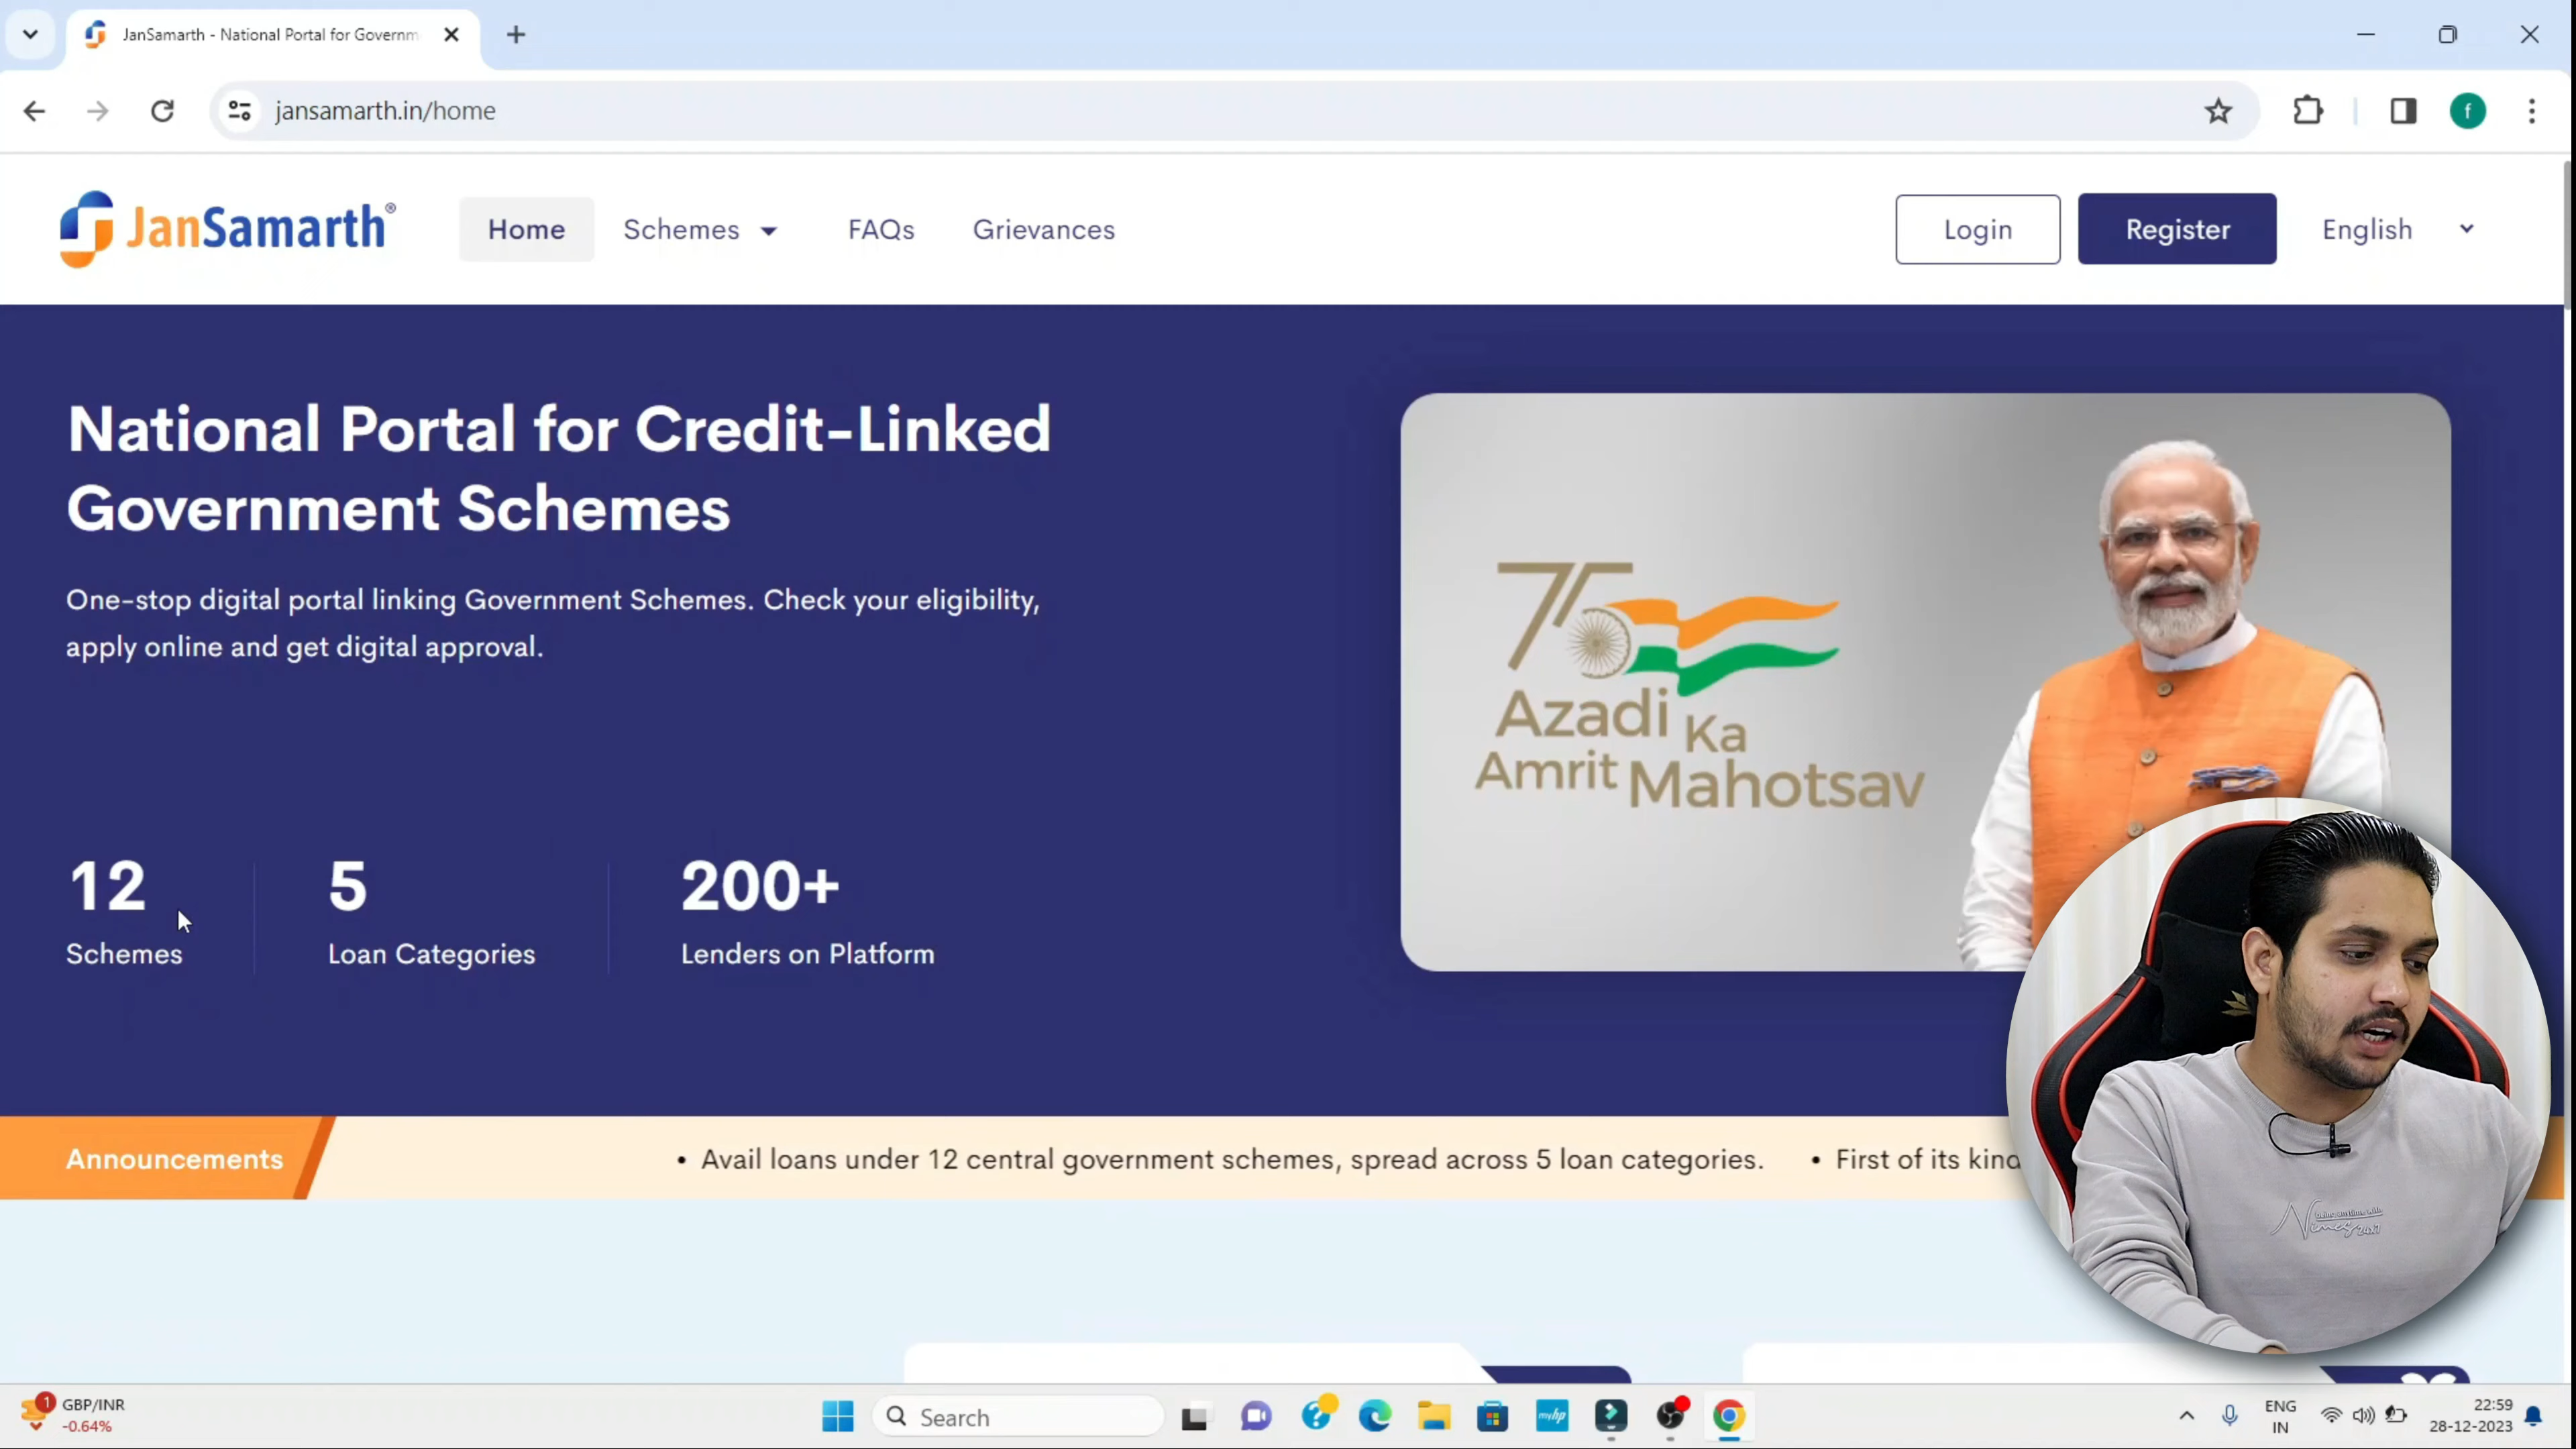 JanSamarth - National Portal for Governm
jansamarth.in/home
f
JanSamarth®
Home
Schemes
FAQs
Grievances
Login
Register
English
National Portal for Credit-Linked
Government Schemes
One-stop digital portal linking Government Schemes. Check your eligibility,
apply online and get digital approval.
75
Azadi Ka
Amrit Mahotsav
12
Schemes
5
Loan Categories
200+
Lenders on Platform
Announcements
• Avail loans under 12 central government schemes, spread across 5 loan categories.
• First of its kind
1
GBP/INR
-0.64%
Search
myhp
ENG
IN
22:59
28-12-2023